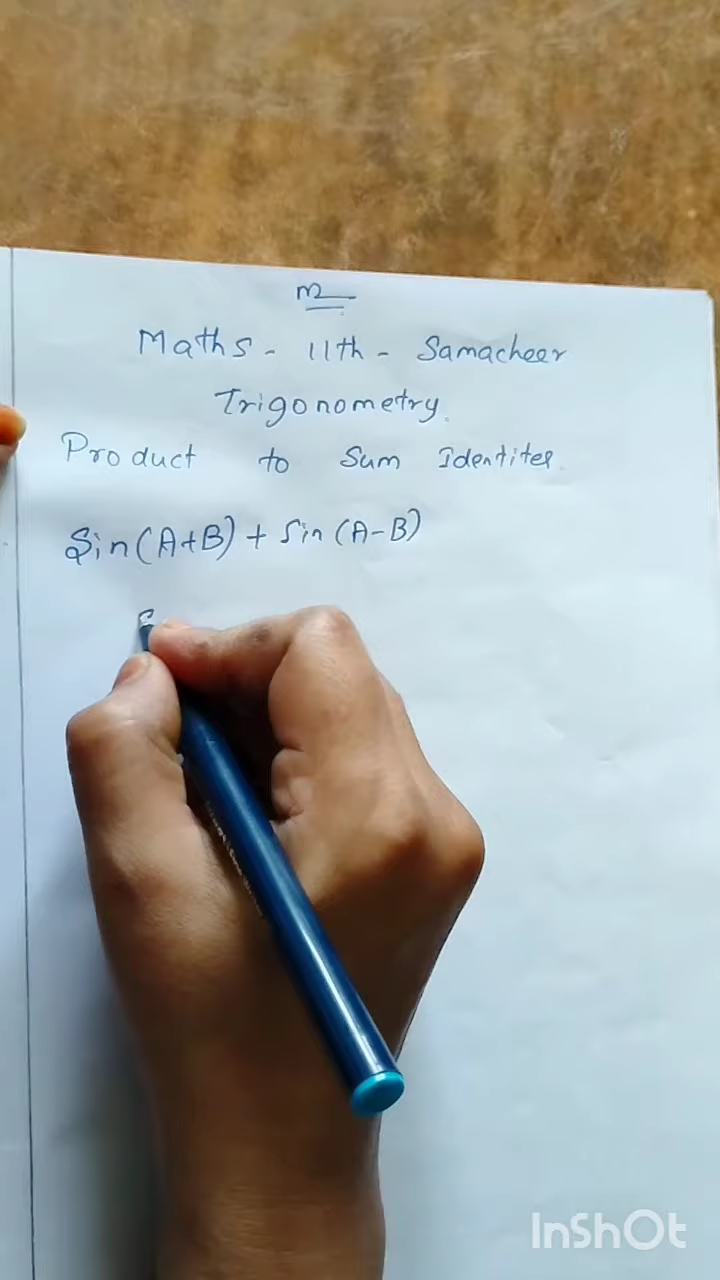 Maths - 11th - Samacheer
Trigonometry.
Product to Sum Identites
Sin(A+B) + Sin(A-B)
InShOt